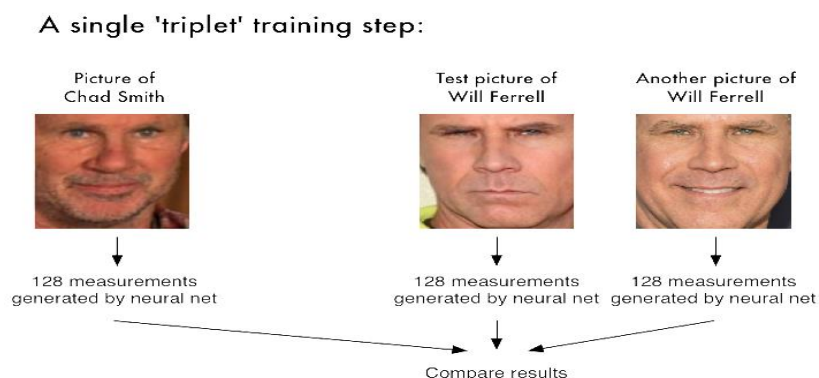 A single 'triplet' training step:
Picture of
Chad Smith
Test picture of
Will Ferrell
Another picture of
Will Ferrell
128 measurements
generated by neural net
128 measurements
generated by neural net
128 measurements
generated by neural net
Compare results